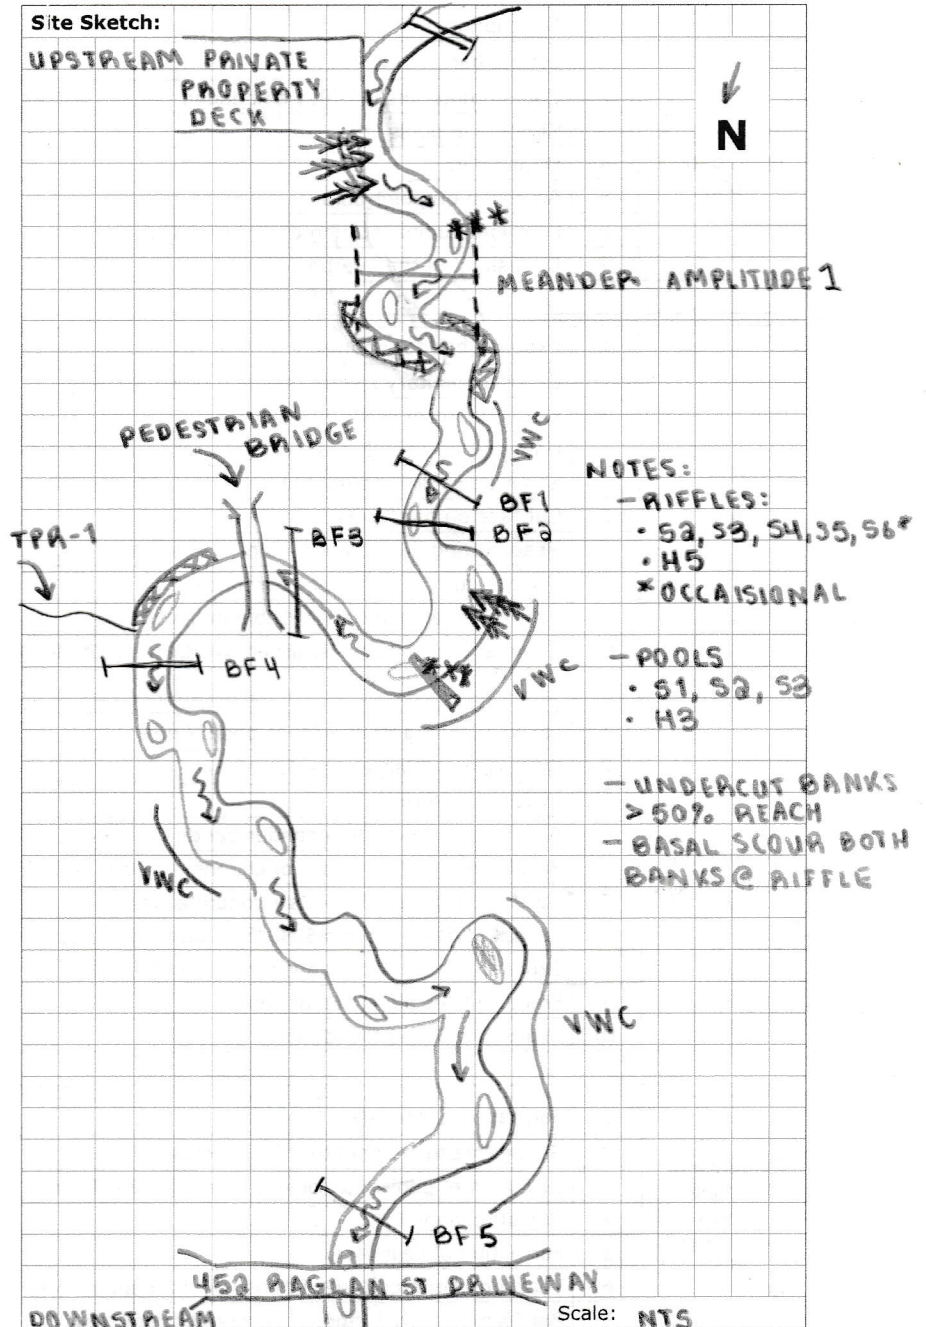 Site Sketch:
UPSTREAM PRIVATE
PROPERTY
DECK
N
MEANDER AMPLITUDE 1
PEDESTRIAN
BRIDGE
VWC
NOTES:
- RIFFLES:
• S2, S3, S4, S5, S6*
• H5
* OCCAISIONAL
BF1
BF2
BF3
TPR-1
BF4
VWC
- POOLS
• S1, S2, S3
• H3
- UNDERCUT BANKS
> 50% REACH
- BASAL SCOUR BOTH
BANKS @ RIFFLE
VWC
VWC
BF5
452 RAGLAN ST DRIVEWAY
DOWNSTREAM
Scale: NTS